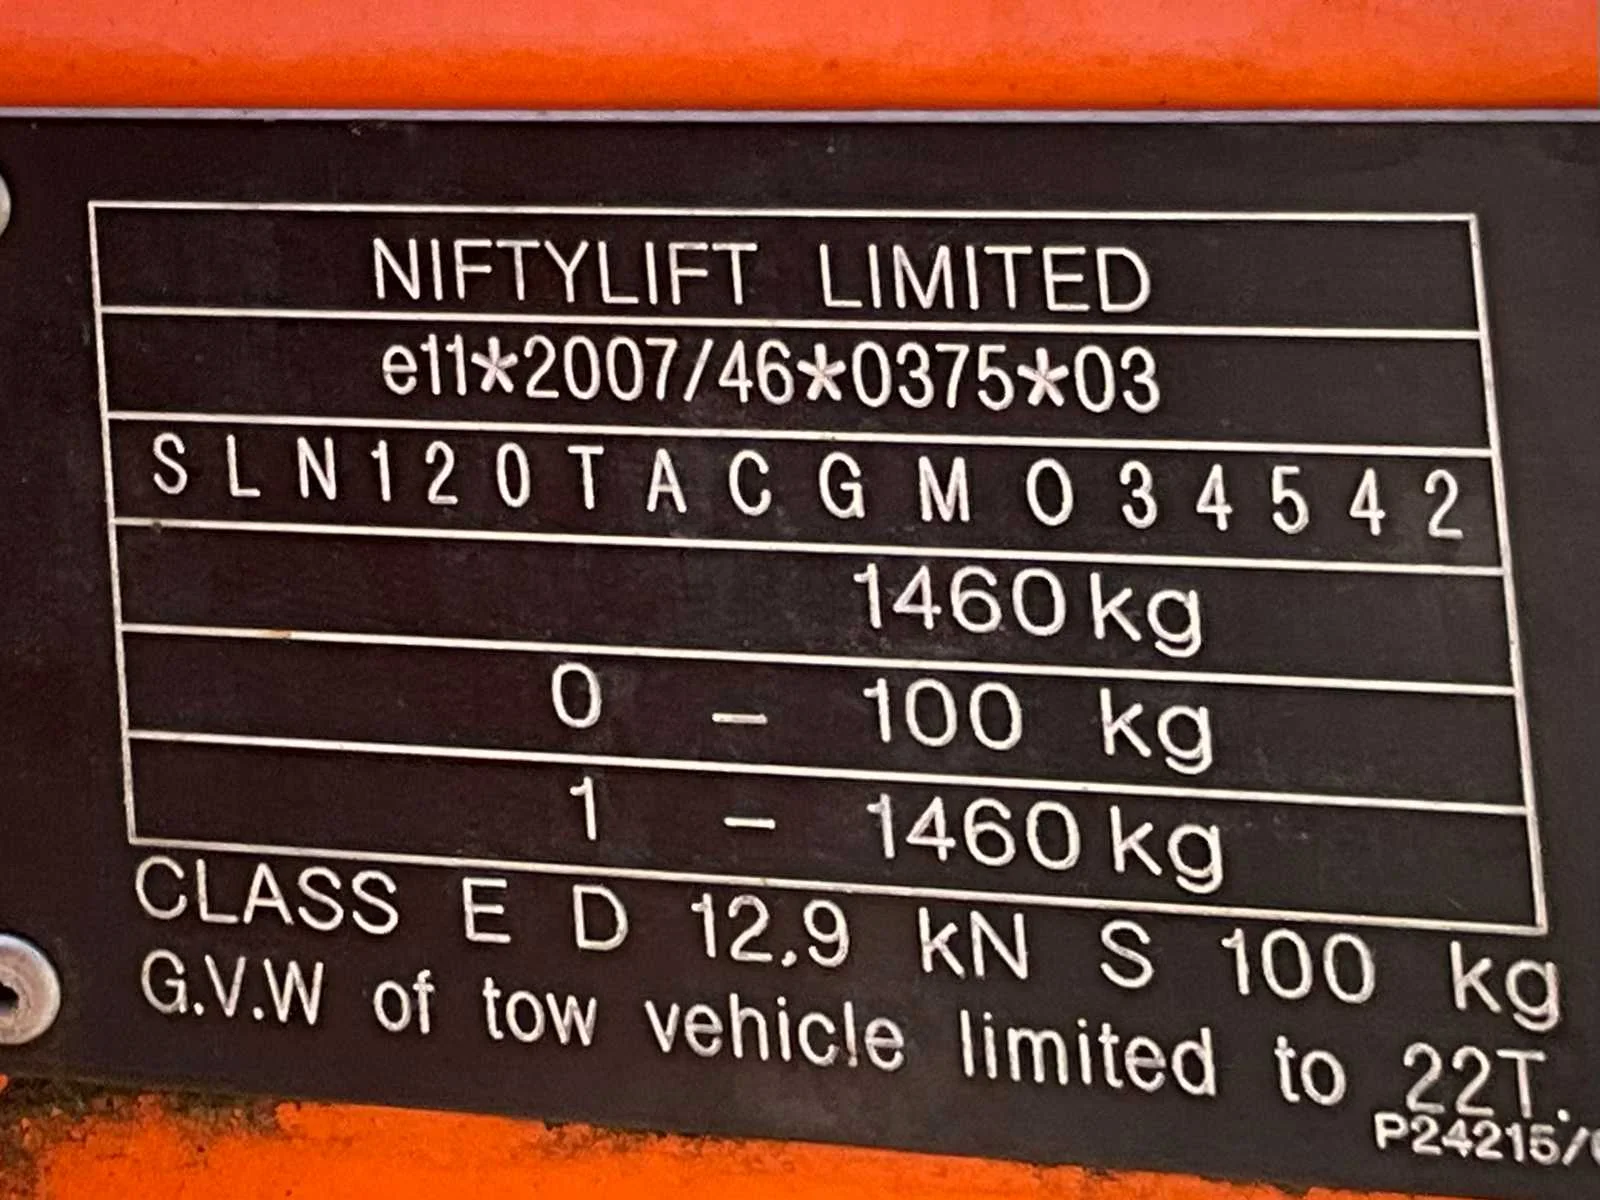 NIFTYLIFT LIMITED
e11*2007/46*0375*03
SLN120TACGM034542
1460kg
0 - 100 kg
1 - 1460kg
CLASS E D 12.9 kN S 100 kg
G.V.W of tow vehicle limited to 22T.